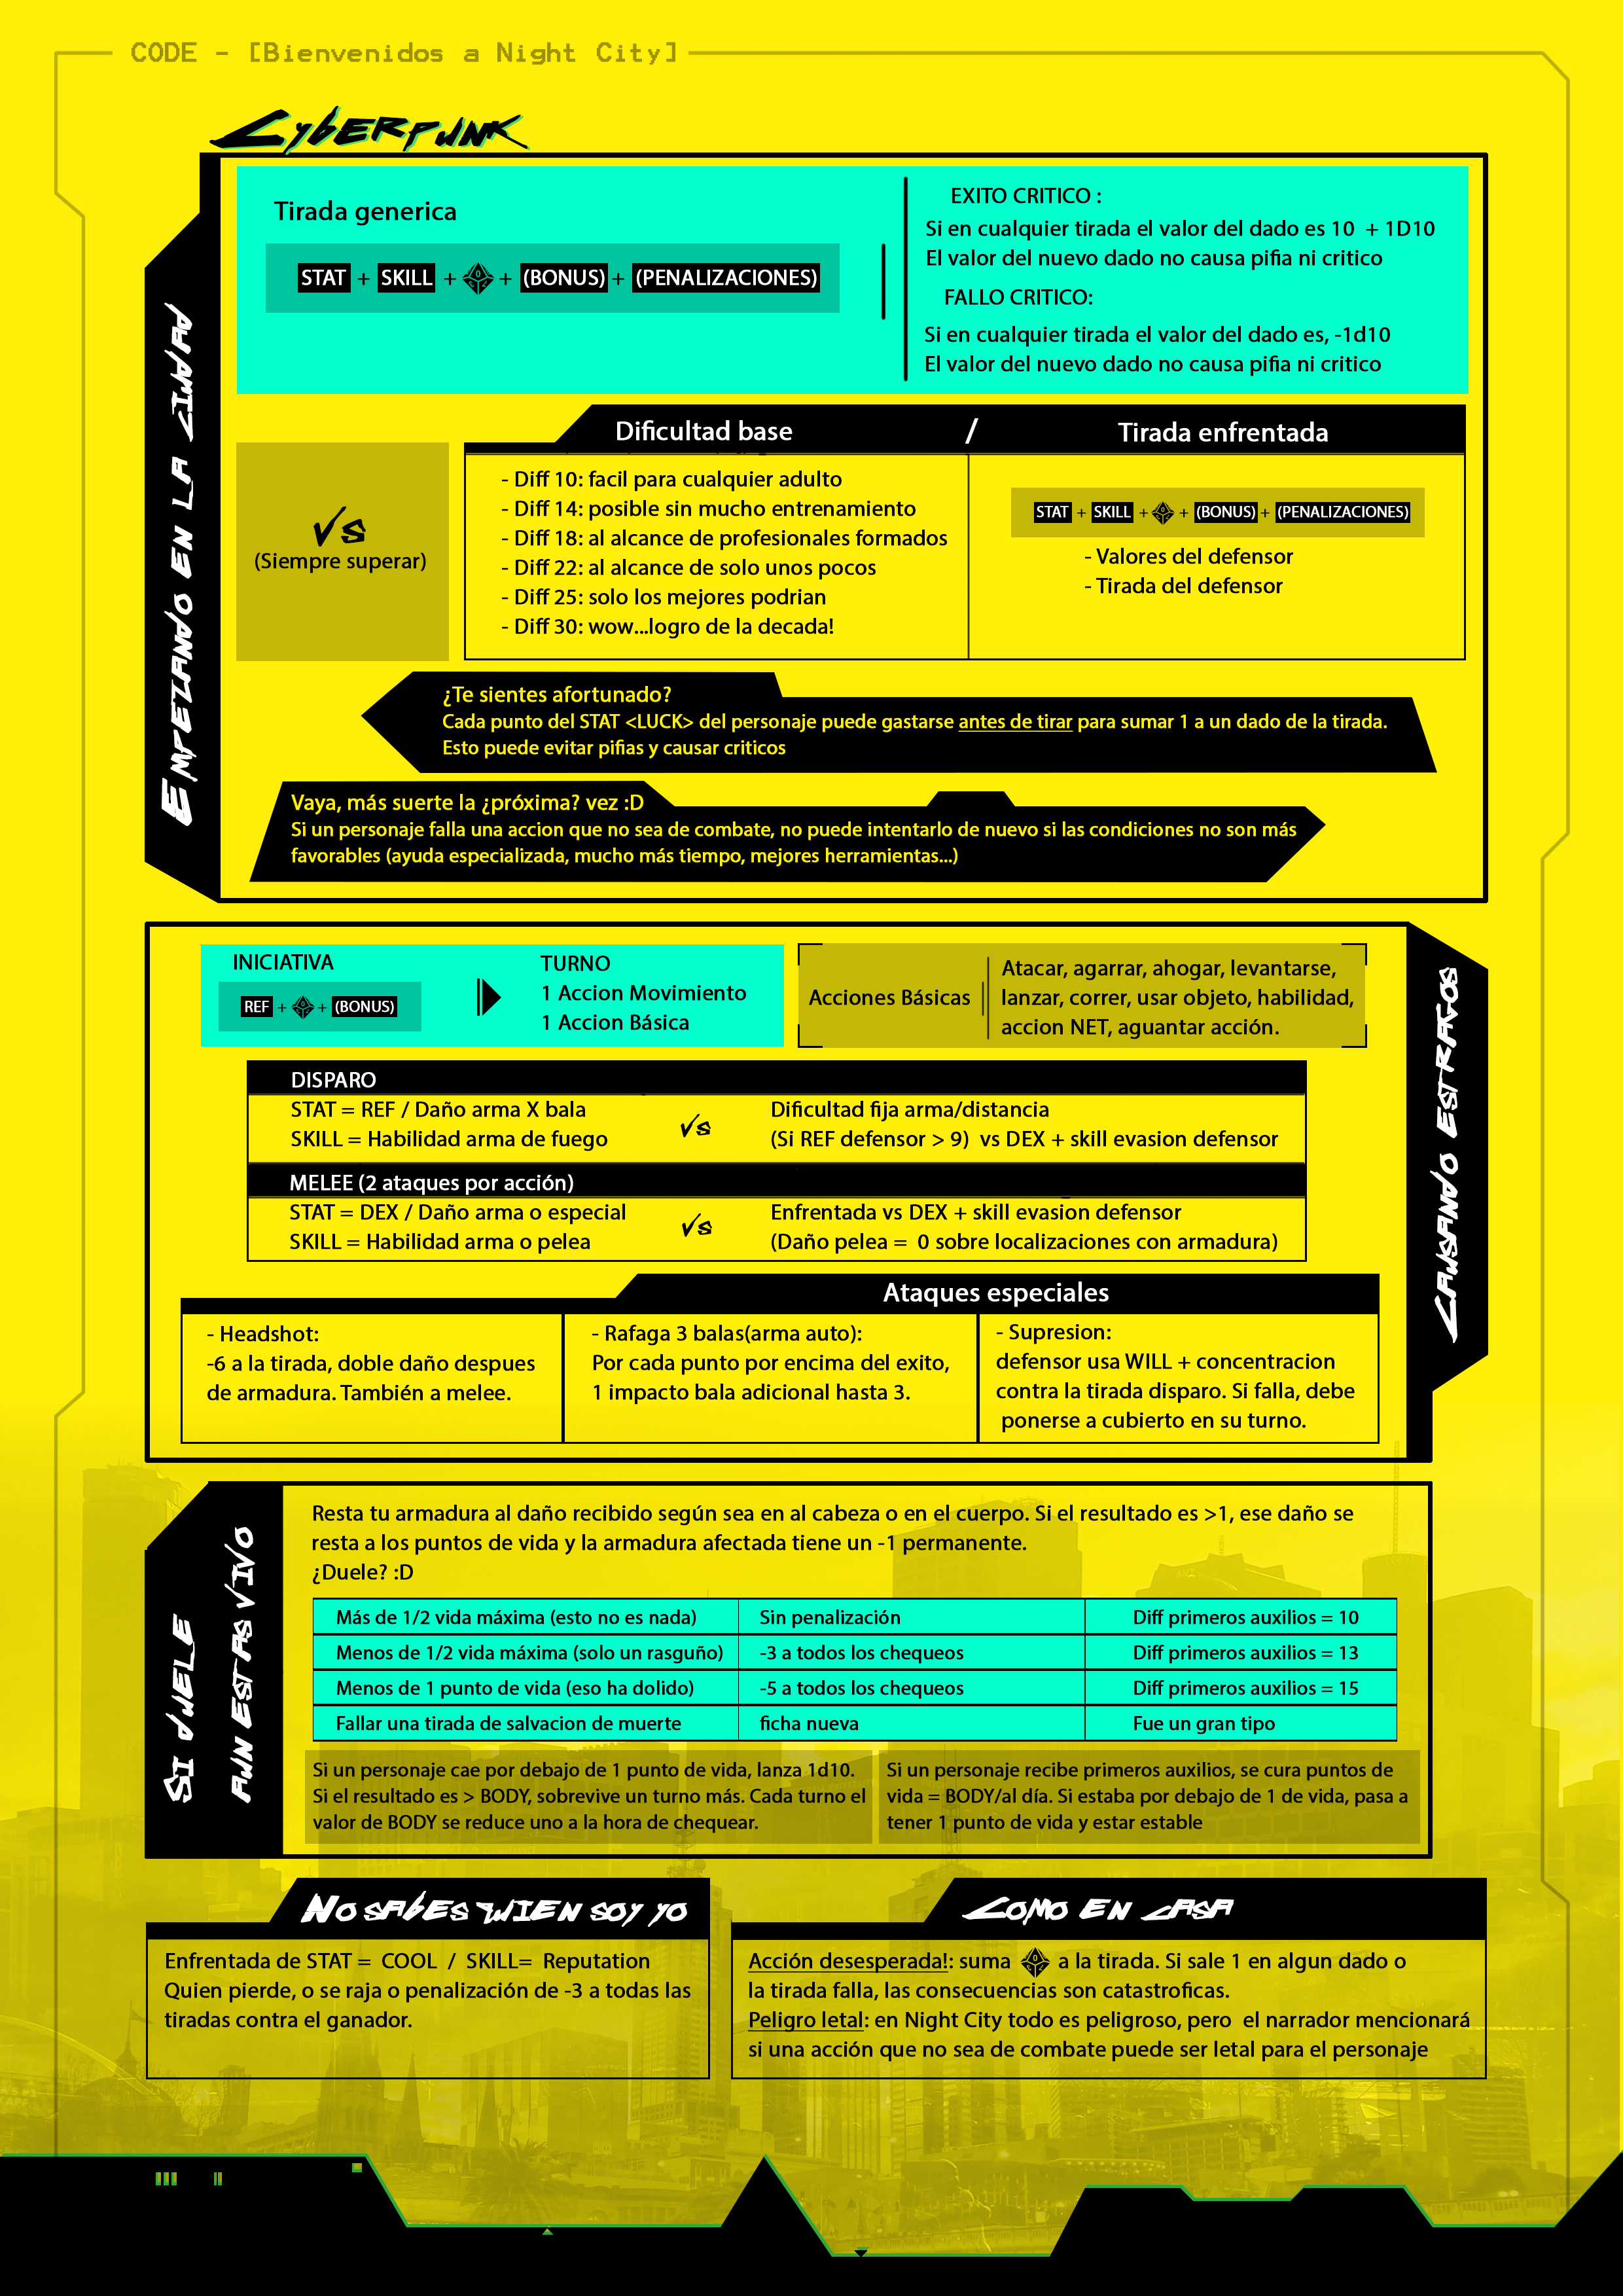 CODE - [Bienvenidos a Night City]
CYBERPUNK
EMPEZANDO EN LA CIUDAD
Tirada generica
STAT + SKILL + + (BONUS) + (PENALIZACIONES)
EXITO CRITICO :
Si en cualquier tirada el valor del dado es 10 + 1D10
El valor del nuevo dado no causa pifia ni critico
FALLO CRITICO:
Si en cualquier tirada el valor del dado es, -1d10
El valor del nuevo dado no causa pifia ni critico
VS
(Siempre superar)
Dificultad base / Tirada enfrentada
- Diff 10: facil para cualquier adulto
- Diff 14: posible sin mucho entrenamiento
- Diff 18: al alcance de profesionales formados
- Diff 22: al alcance de solo unos pocos
- Diff 25: solo los mejores podrian
- Diff 30: wow...logro de la decada!
STAT + SKILL + + (BONUS) + (PENALIZACIONES)
- Valores del defensor
- Tirada del defensor
¿Te sientes afortunado?
Cada punto del STAT <LUCK> del personaje puede gastarse antes de tirar para sumar 1 a un dado de la tirada.
Esto puede evitar pifias y causar criticos
Vaya, más suerte la ¿próxima? vez :D
Si un personaje falla una accion que no sea de combate, no puede intentarlo de nuevo si las condiciones no son más
favorables (ayuda especializada, mucho más tiempo, mejores herramientas...)
CAUSANDO ESTRAGOS
INICIATIVA
REF + + (BONUS)
TURNO
1 Accion Movimiento
1 Accion Básica
Acciones Básicas
Atacar, agarrar, ahogar, levantarse,
lanzar, correr, usar objeto, habilidad,
accion NET, aguantar acción.
DISPARO
STAT = REF / Daño arma X bala
SKILL = Habilidad arma de fuego
VS
Dificultad fija arma/distancia
(Si REF defensor > 9) vs DEX + skill evasion defensor
MELEE (2 ataques por acción)
STAT = DEX / Daño arma o especial
SKILL = Habilidad arma o pelea
VS
Enfrentada vs DEX + skill evasion defensor
(Daño pelea = 0 sobre localizaciones con armadura)
Ataques especiales
- Headshot:
-6 a la tirada, doble daño despues
de armadura. También a melee.
- Rafaga 3 balas(arma auto):
Por cada punto por encima del exito,
1 impacto bala adicional hasta 3.
- Supresion:
defensor usa WILL + concentracion
contra la tirada disparo. Si falla, debe
ponerse a cubierto en su turno.
SI DUELE
AUN ESTAS VIVO
Resta tu armadura al daño recibido según sea en al cabeza o en el cuerpo. Si el resultado es >1, ese daño se
resta a los puntos de vida y la armadura afectada tiene un -1 permanente.
¿Duele? :D
Más de 1/2 vida máxima (esto no es nada) Sin penalización Diff primeros auxilios = 10
Menos de 1/2 vida máxima (solo un rasguño) -3 a todos los chequeos Diff primeros auxilios = 13
Menos de 1 punto de vida (eso ha dolido) -5 a todos los chequeos Diff primeros auxilios = 15
Fallar una tirada de salvacion de muerte ficha nueva Fue un gran tipo
Si un personaje cae por debajo de 1 punto de vida, lanza 1d10.
Si el resultado es > BODY, sobrevive un turno más. Cada turno el
valor de BODY se reduce uno a la hora de chequear.
Si un personaje recibe primeros auxilios, se cura puntos de
vida = BODY/al día. Si estaba por debajo de 1 de vida, pasa a
tener 1 punto de vida y estar estable
NO SABES QUIEN SOY YO
Enfrentada de STAT = COOL / SKILL= Reputation
Quien pierde, o se raja o penalización de -3 a todas las
tiradas contra el ganador.
COMO EN CASA
Acción desesperada!: suma a la tirada. Si sale 1 en algun dado o
la tirada falla, las consecuencias son catastroficas.
Peligro letal: en Night City todo es peligroso, pero el narrador mencionará
si una acción que no sea de combate puede ser letal para el personaje